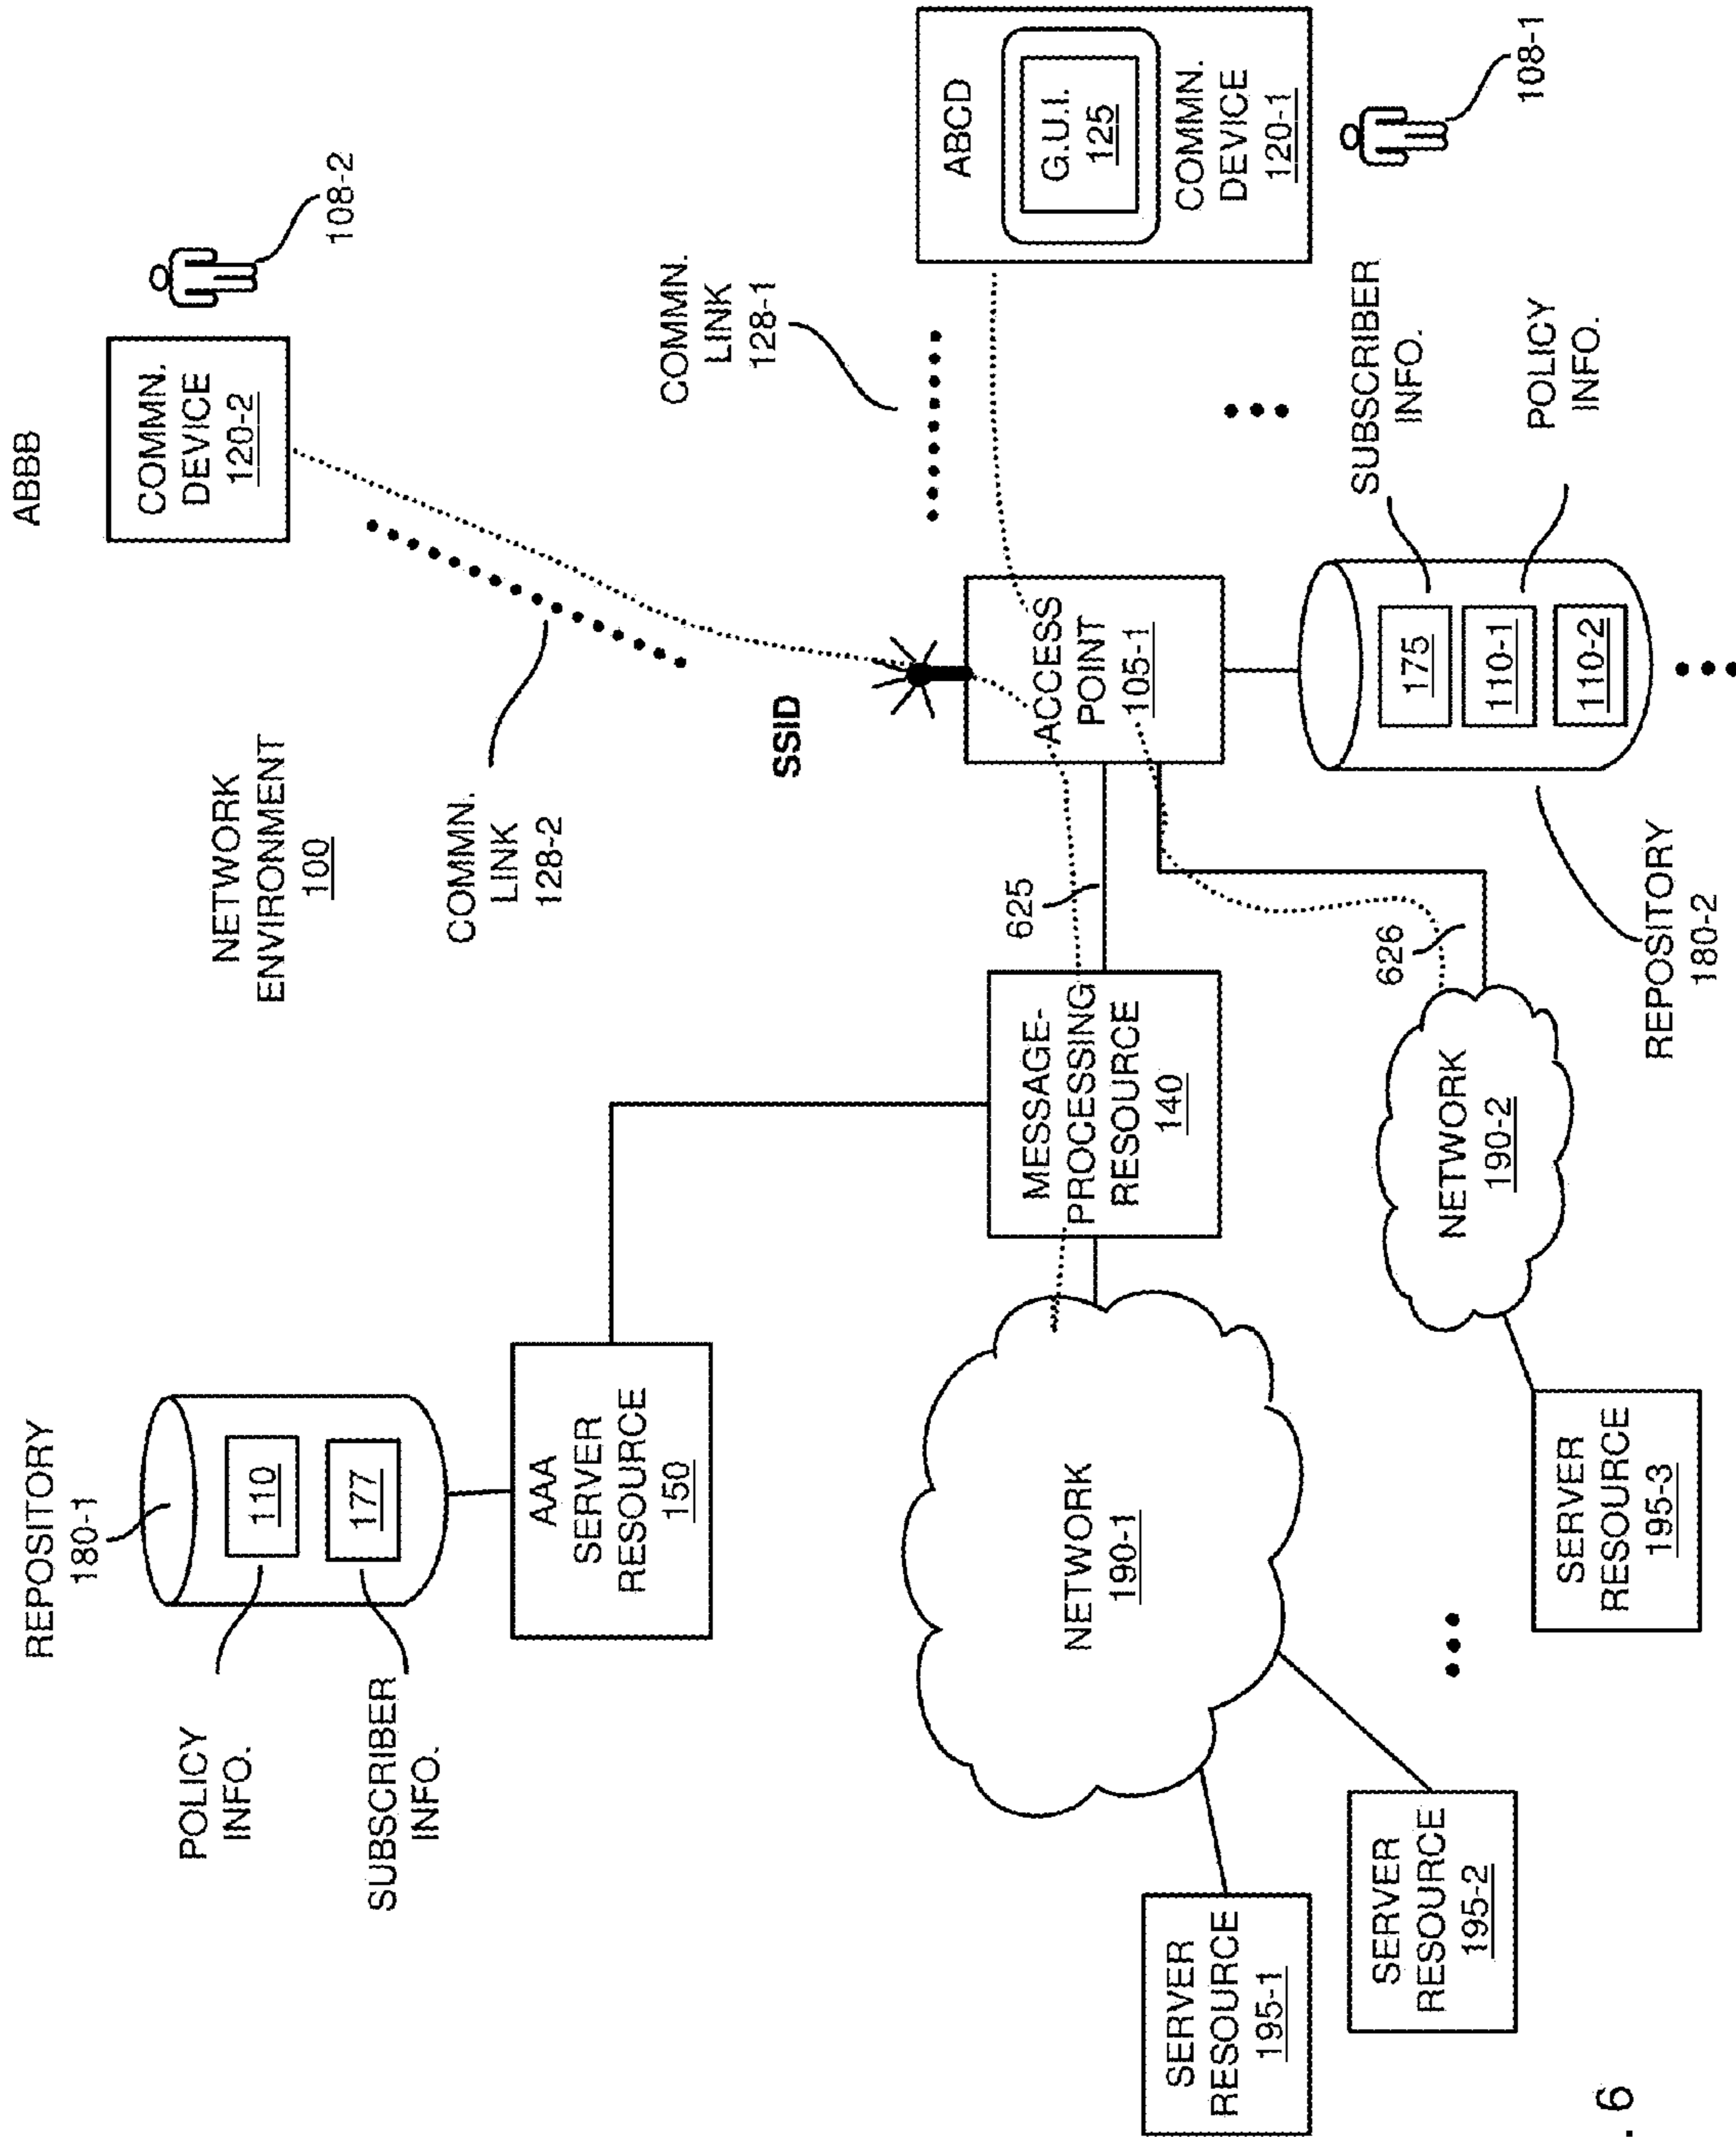 REPOSITORY
180-1
POLICY
INFO.
110
SUBSCRIBER
INFO.
177
AAA
SERVER
RESOURCE
150
NETWORK
ENVIRONMENT
100
ABBB
COMMN.
DEVICE
120-2
108-2
COMMN.
LINK
128-2
COMMN.
LINK
128-1
SSID
ABCD
G.U.I.
125
COMMN.
DEVICE
120-1
108-1
NETWORK
190-1
MESSAGE-
PROCESSING
RESOURCE
140
625
ACCESS
POINT
105-1
626
NETWORK
190-2
SERVER
RESOURCE
195-1
SERVER
RESOURCE
195-2
SERVER
RESOURCE
195-3
REPOSITORY
180-2
175
110-1
110-2
SUBSCRIBER
INFO.
POLICY
INFO.
. 6